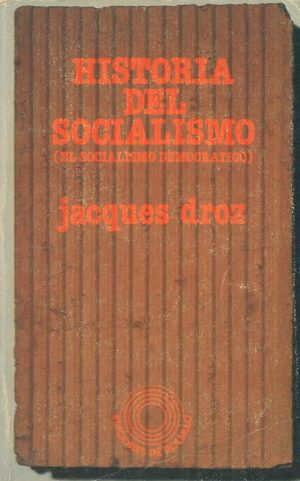 HISTORIA
DEL
SOCIALISMO
(EL SOCIALISMO DEMOCRATICO)
jacques droz